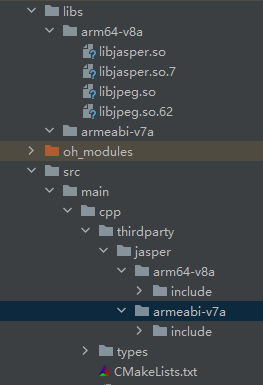 libs
arm64-v8a
libjasper.so
libjasper.so.7
libjpeg.so
libjpeg.so.62
armeabi-v7a
oh_modules
src
main
cpp
thirdparty
jasper
arm64-v8a
include
armeabi-v7a
include
types
CMakeLists.txt